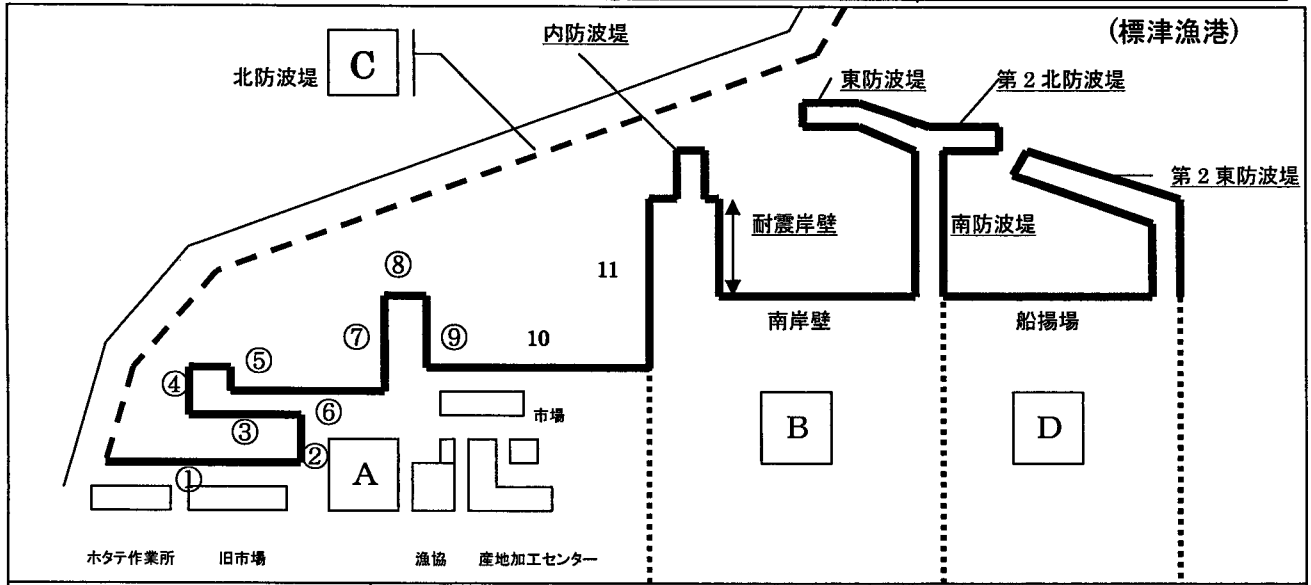 (標津漁港)
内防波堤
C
北防波堤
東防波堤
第2北防波堤
第2東防波堤
耐震岸壁
南防波堤
⑧
11
⑦
⑨
10
南岸壁
船揚場
⑤
④
⑥
③
市場
②
A
B
D
①
ホタテ作業所
旧市場
漁協
産地加工センター